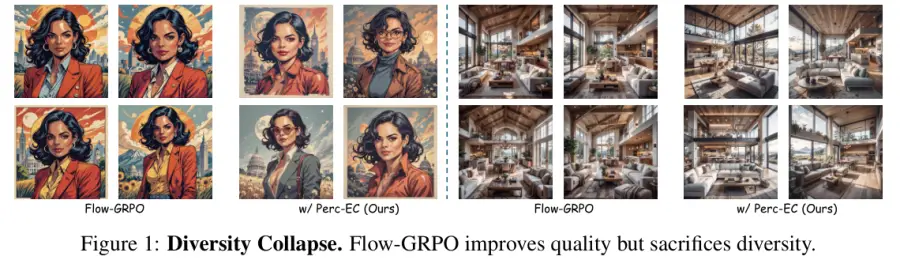 Flow-GRPO
w/ Perc-EC (Ours)
Flow-GRPO
w/ Perc-EC (Ours)
Figure 1: Diversity Collapse. Flow-GRPO improves quality but sacrifices diversity.